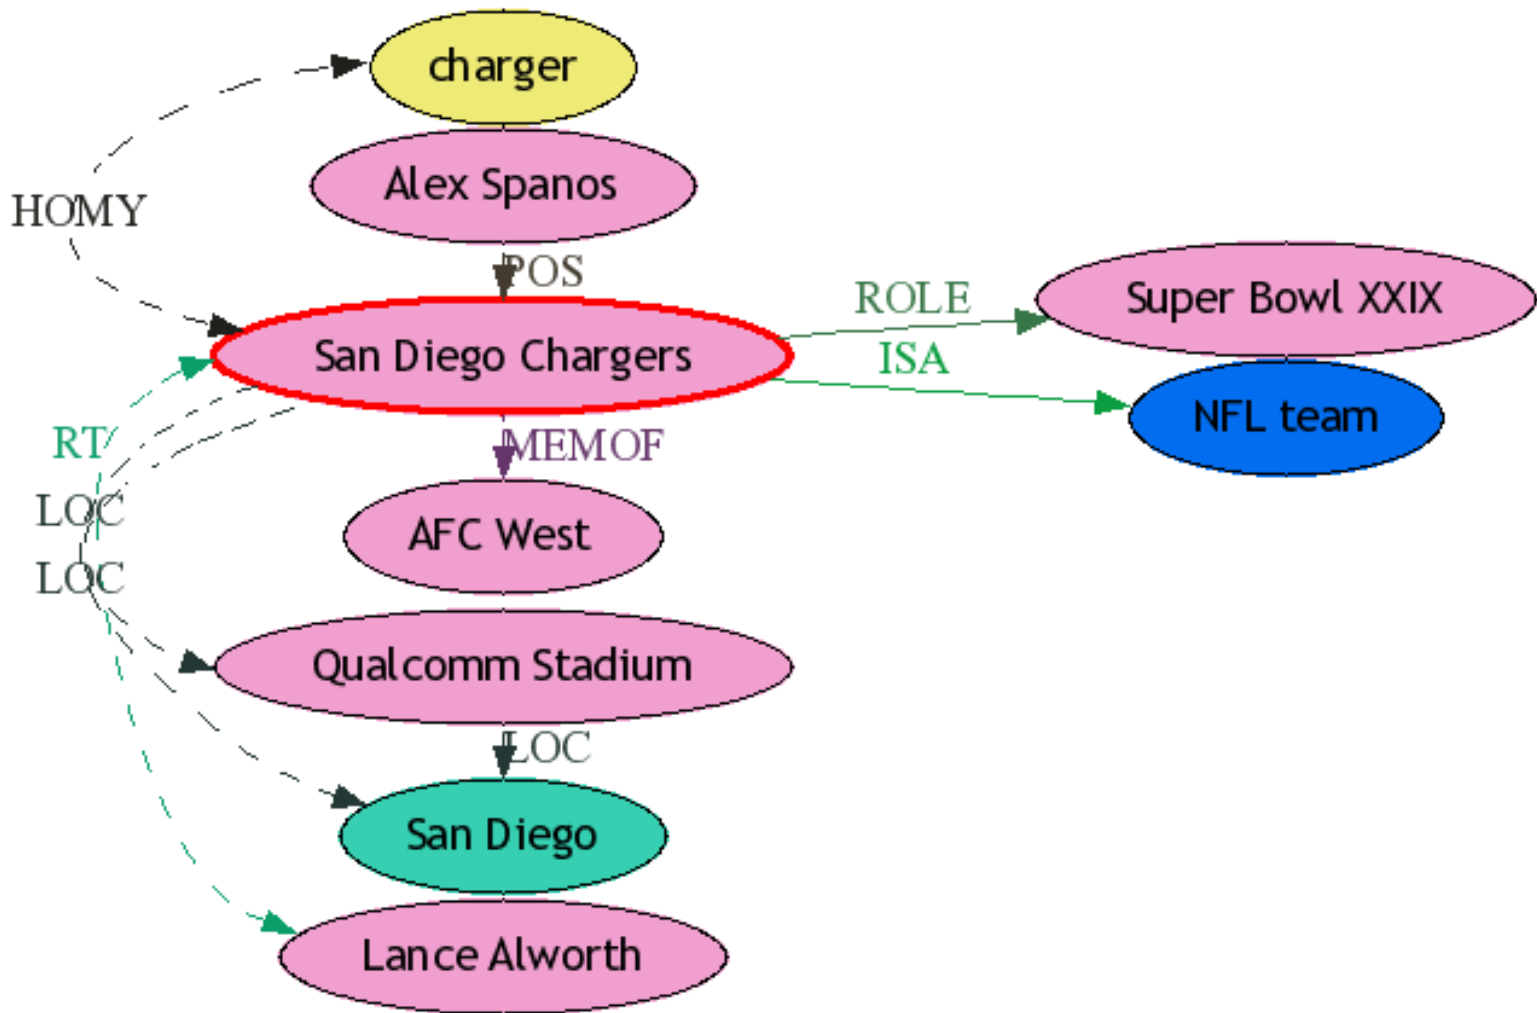 charger
Alex Spanos
HOMY
POS
San Diego Chargers
ROLE
Super Bowl XXIX
ISA
NFL team
RT
MEMOF
LOC
AFC West
LOC
Qualcomm Stadium
LOC
San Diego
Lance Alworth